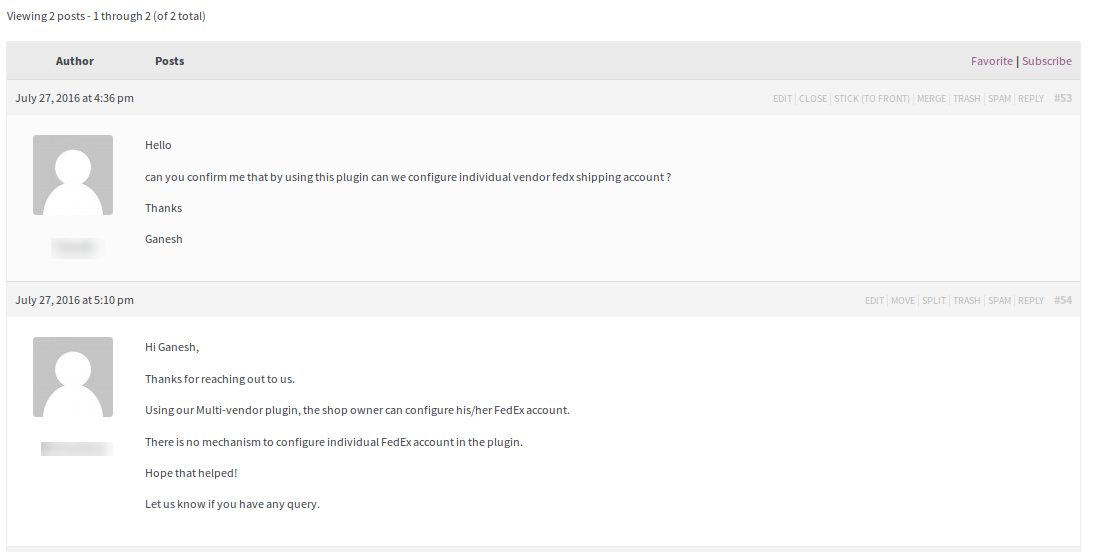 Viewing 2 posts - 1 through 2 (of 2 total)
Author Posts Favorite | Subscribe
July 27, 2016 at 4:36 pm EDIT | CLOSE | STICK (TO FRONT) | MERGE | TRASH | SPAM | REPLY #53
Hello
can you confirm me that by using this plugin can we configure individual vendor fedx shipping account ?
Thanks
Ganesh
July 27, 2016 at 5:10 pm EDIT | MOVE | SPLIT | TRASH | SPAM | REPLY #54
Hi Ganesh,
Thanks for reaching out to us.
Using our Multi-vendor plugin, the shop owner can configure his/her FedEx account.
There is no mechanism to configure individual FedEx account in the plugin.
Hope that helped!
Let us know if you have any query.